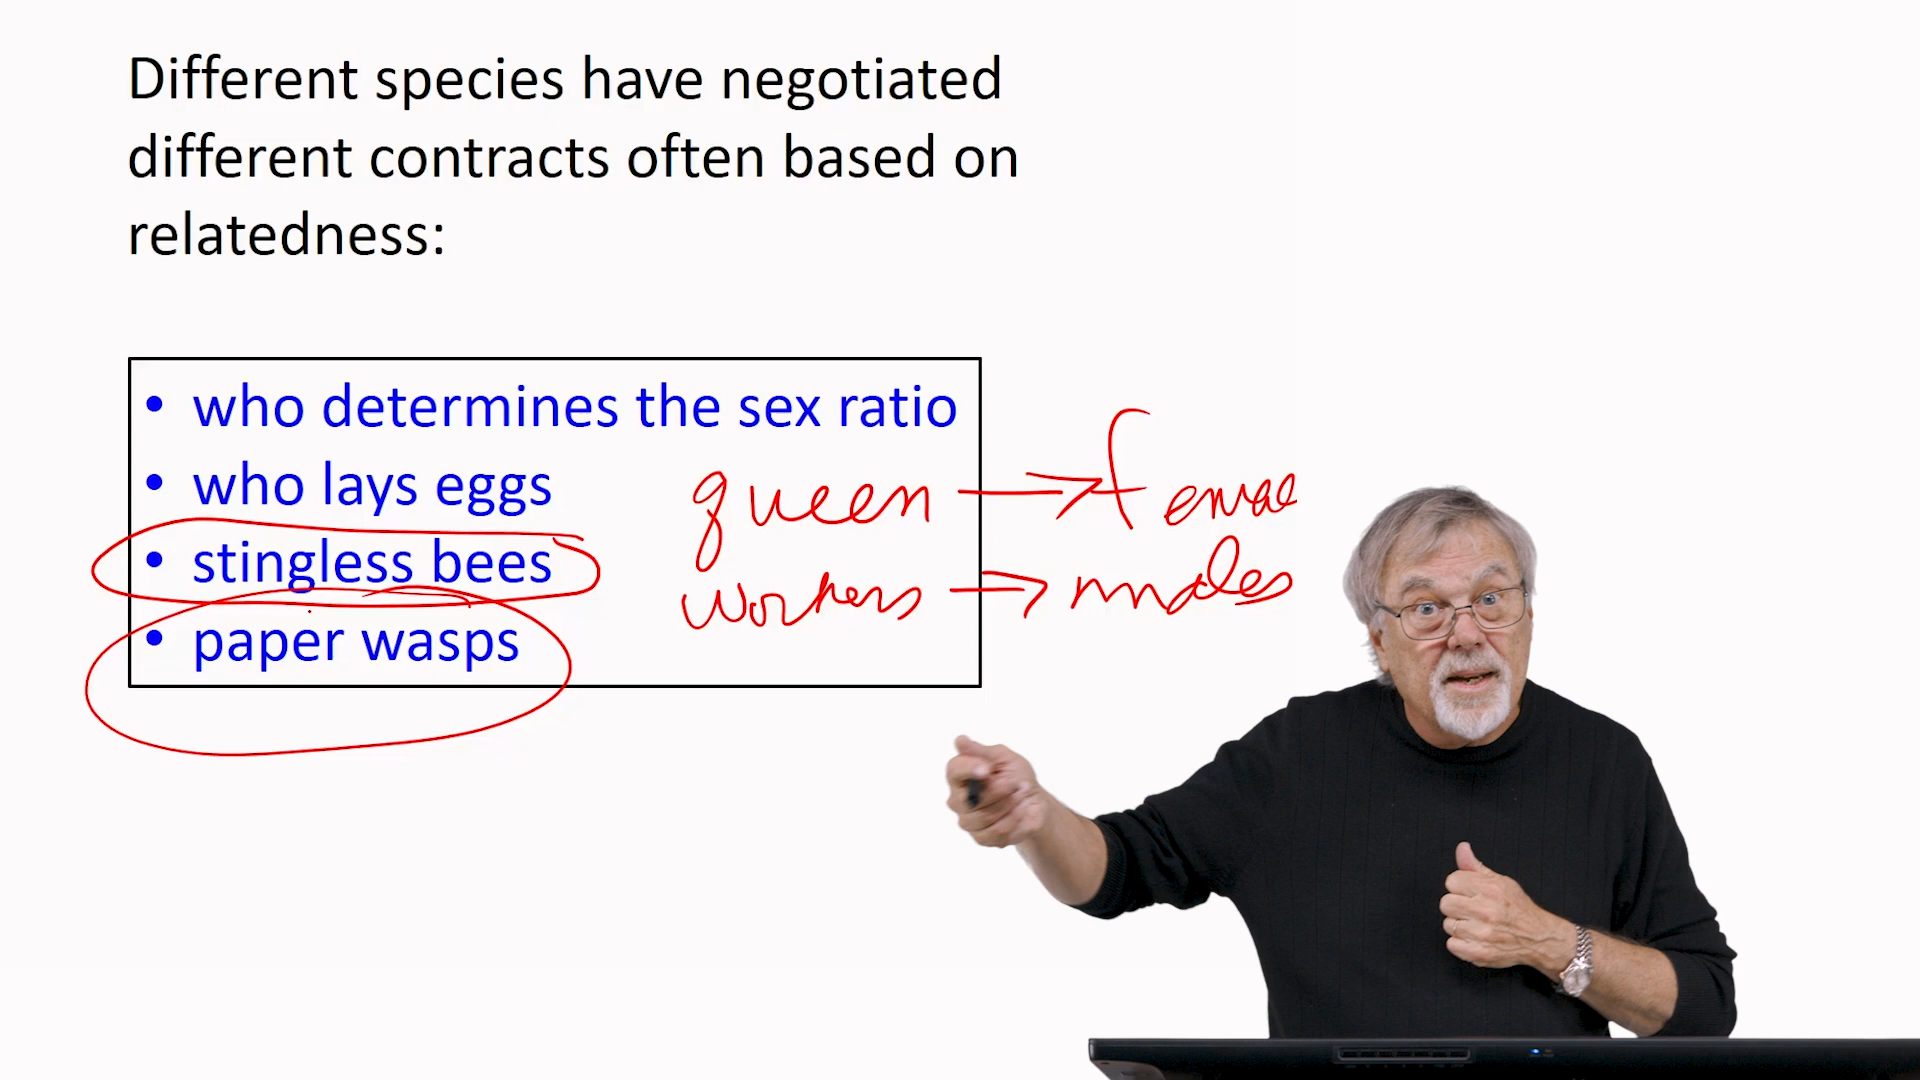 Different species have negotiated
different contracts often based on
relatedness:
• who determines the sex ratio
• who lays eggs
• stingless bees
• paper wasps
queen → female
workers → males